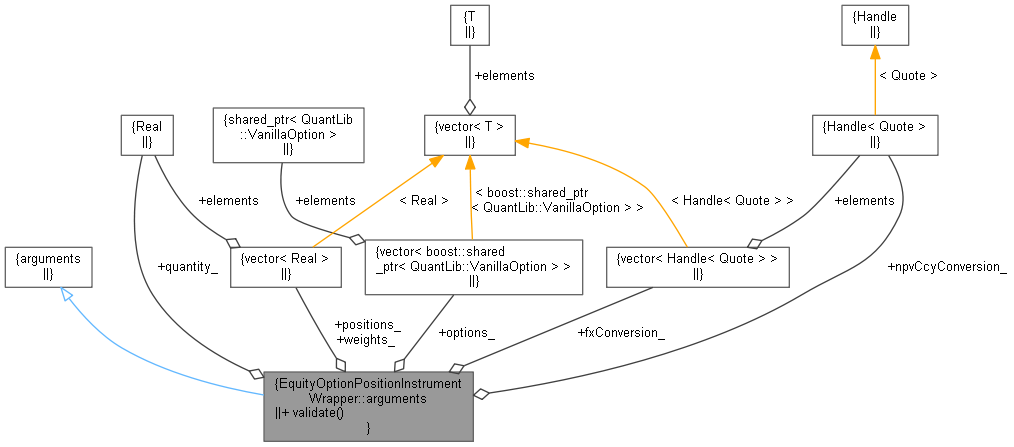 {T
||}
{Handle
||}
+elements
< Quote >
{Real
||}
{shared_ptr< QuantLib
::VanillaOption >
||}
{vector< T >
||}
{Handle< Quote >
||}
+elements
+elements
< Real >
< boost::shared_ptr
< QuantLib::VanillaOption > >
< Handle< Quote > >
+elements
{arguments
||}
+quantity_
{vector< Real >
||}
{vector< boost::shared
_ptr< QuantLib::VanillaOption > >
||}
{vector< Handle< Quote > >
||}
+npvCcyConversion_
+positions_
+weights_
+options_
+fxConversion_
{EquityOptionPositionInstrument
Wrapper::arguments
||+ validate()
}